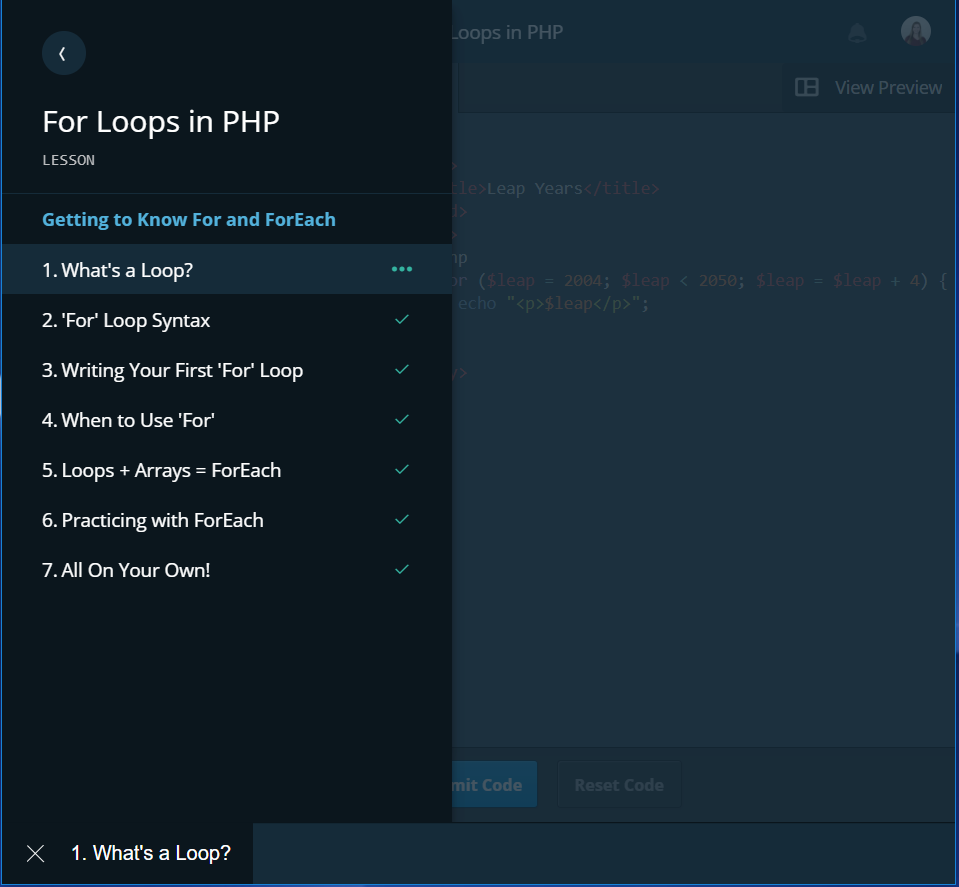 For Loops in PHP
LESSON
Getting to Know For and ForEach
1. What's a Loop?
2. 'For' Loop Syntax
3. Writing Your First 'For' Loop
4. When to Use 'For'
5. Loops + Arrays = ForEach
6. Practicing with ForEach
7. All On Your Own!
1. What's a Loop?
Loops in PHP
View Preview
>
le>Leap Years</title>
>
>
hp
or ($leap = 2004; $leap < 2050; $leap = $leap + 4) {
echo "<p>$leap</p>";
/>
mit Code
Reset Code